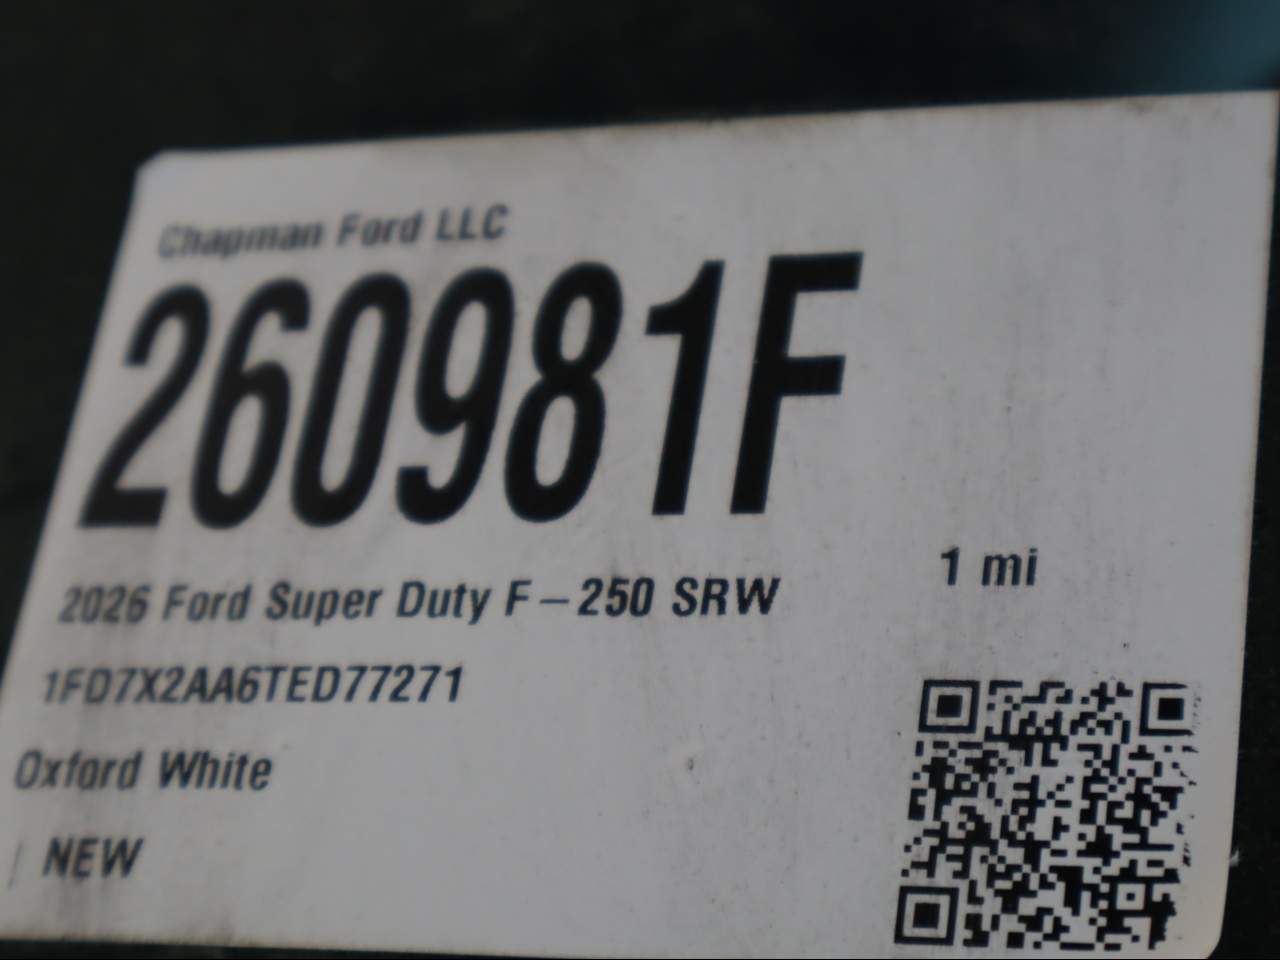 Chapman Ford LLC
260981F
2026 Ford Super Duty F-250 SRW
1 mi
1FD7X2AA6TED77271
Oxford White
NEW